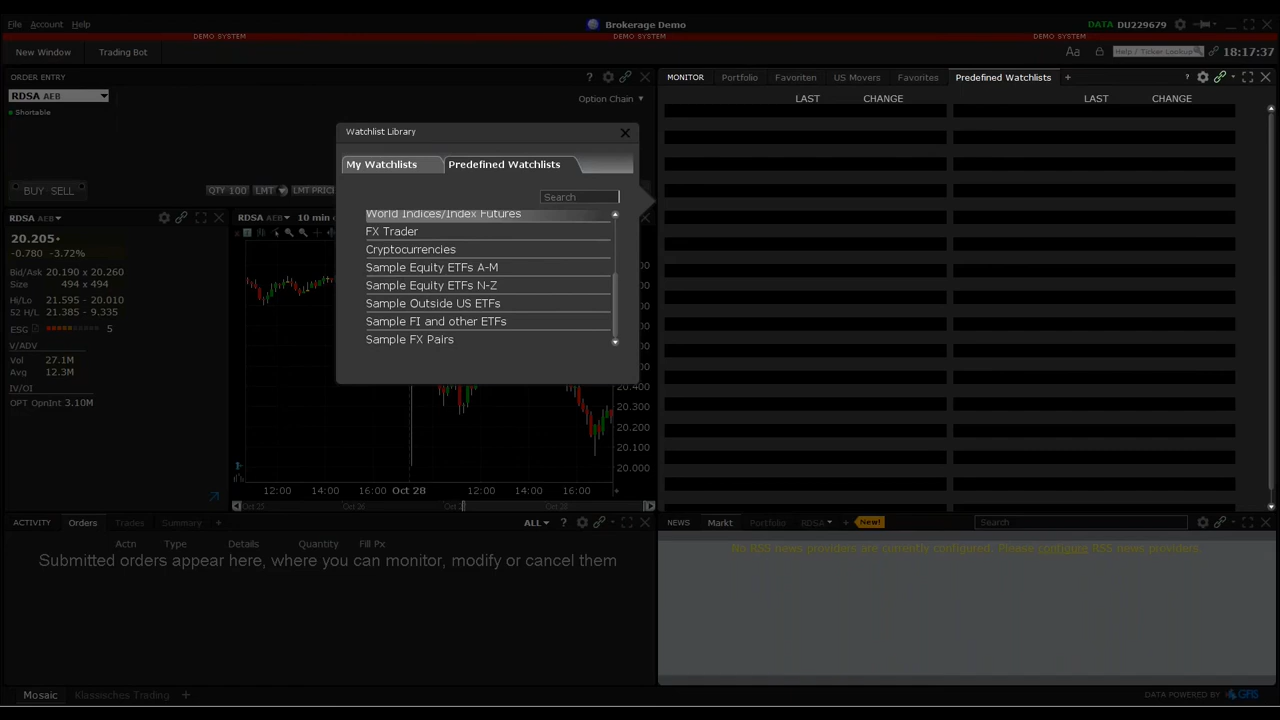 File Account Help
Brokerage Demo
DATA DU229679
DEMO SYSTEM DEMO SYSTEM DEMO SYSTEM
New Window Trading Bot
Aa Help / Ticker Lookup 18:17:37
ORDER ENTRY ?
RDSA AEB
Option Chain
Shortable
BUY SELL QTY 100 LMT LMT PRIC
MONITOR Portfolio Favoriten US Movers Favorites Predefined Watchlists + ?
LAST CHANGE LAST CHANGE
Watchlist Library
My Watchlists Predefined Watchlists
Search
World Indices/Index Futures
FX Trader
Cryptocurrencies
Sample Equity ETFs A-M
Sample Equity ETFs N-Z
Sample Outside US ETFs
Sample FI and other ETFs
Sample FX Pairs
RDSA AEB
20.205
-0.780 -3.72%
Bid/Ask 20.190 x 20.260
Size 494 x 494
Hi/Lo 21.595 - 20.010
52 H/L 21.385 - 9.335
ESG 5
V/ADV
Vol 27.1M
Avg 12.3M
IV/OI
OPT OpnInt 3.10M
RDSA AEB 10 min
20.400
20.300
20.200
20.100
20.000
12:00 14:00 16:00 Oct 28 12:00 14:00 16:00
Oct 25 Oct 26 Oct 28
ACTIVITY Orders Trades Summary + ALL ?
Actn Type Details Quantity Fill Px
Submitted orders appear here, where you can monitor, modify or cancel them
NEWS Markt Portfolio RDSA + New! Search
No RSS news providers are currently configured. Please configure RSS news providers
Mosaic Klassisches Trading +
DATA POWERED BY GFIS